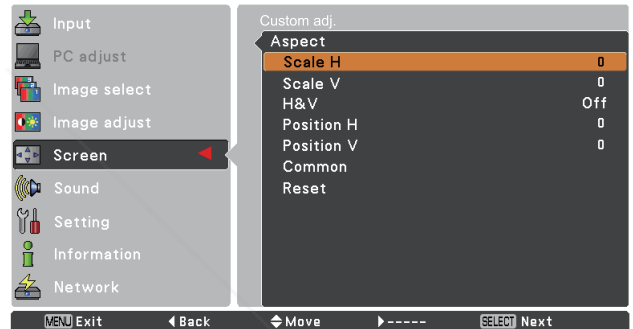 Input
PC adjust
Image select
Image adjust
Screen
Sound
Setting
Information
Network
Custom adj.
Aspect
Scale H 0
Scale V 0
H&V Off
Position H 0
Position V 0
Common
Reset
MENU Exit Back Move ----- SELECT Next